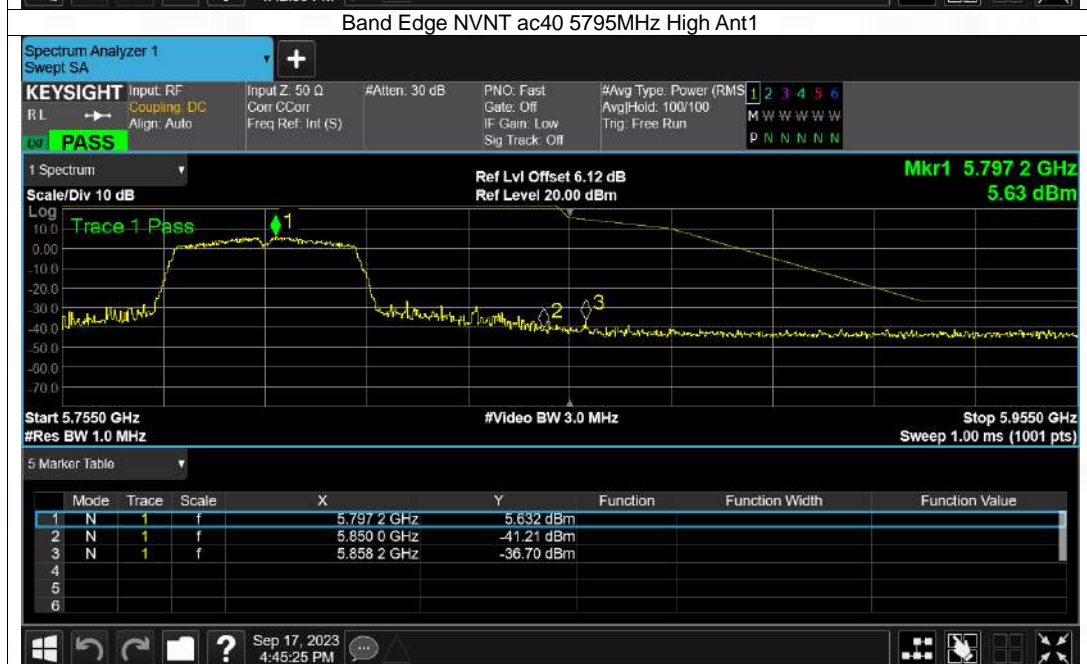 Band Edge NVNT ac40 5795MHz High Ant1
Spectrum Analyzer 1
Swept SA
+
KEYSIGHT Input: RF Input Z: 50 Ω #Atten: 30 dB PNO: Fast #Avg Type: Power (RMS 1 2 3 4 5 6
RL Coupling: DC Corr CCorr Gate: Off Avg|Hold: 100/100 M W W W W W
Align: Auto Freq Ref: Int (S) IF Gain: Low Trig: Free Run
PASS Sig Track: Off P N N N N N
1 Spectrum Ref Lvl Offset 6.12 dB Mkr1 5.797 2 GHz
Scale/Div 10 dB Ref Level 20.00 dBm 5.63 dBm
Log
Trace 1 Pass
10.0
0.00
-10.0
-20.0
-30.0
-40.0
-50.0
-60.0
-70.0
1
2
3
Start 5.7550 GHz #Video BW 3.0 MHz Stop 5.9550 GHz
#Res BW 1.0 MHz Sweep 1.00 ms (1001 pts)
5 Marker Table
Mode Trace Scale X Y Function Function Width Function Value
1 N 1 f 5.797 2 GHz 5.632 dBm
2 N 1 f 5.850 0 GHz -41.21 dBm
3 N 1 f 5.858 2 GHz -36.70 dBm
4
5
6
? Sep 17, 2023
4:45:25 PM